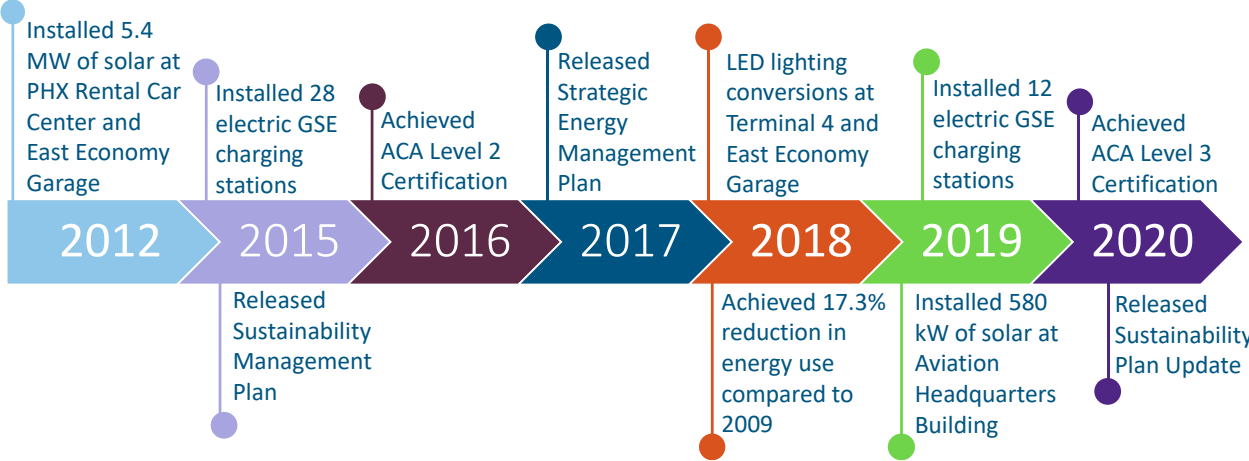 Installed 5.4
MW of solar at
PHX Rental Car
Center and
East Economy
Garage
Installed 28
electric GSE
charging
stations
Achieved
ACA Level 2
Certification
Released
Strategic
Energy
Management
Plan
LED lighting
conversions at
Terminal 4 and
East Economy
Garage
Installed 12
electric GSE
charging
stations
Achieved
ACA Level 3
Certification
2012
2015
2016
2017
2018
2019
2020
Released
Sustainability
Management
Plan
Achieved 17.3%
reduction in
energy use
compared to
2009
Installed 580
kW of solar at
Aviation
Headquarters
Building
Released
Sustainability
Plan Update